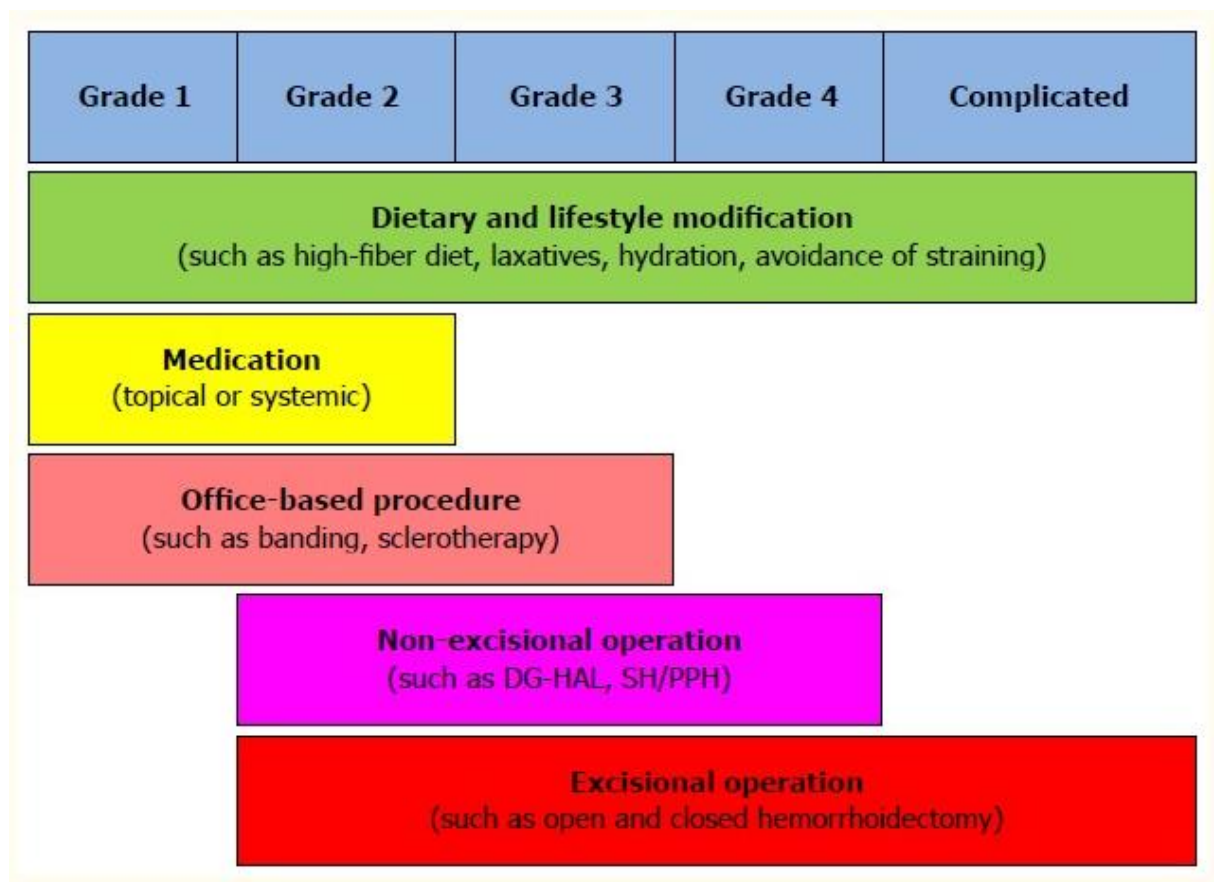 Grade 1 Grade 2 Grade 3 Grade 4 Complicated
Dietary and lifestyle modification
(such as high-fiber diet, laxatives, hydration, avoidance of straining)
Medication
(topical or systemic)
Office-based procedure
(such as banding, sclerotherapy)
Non-excisional operation
(such as DG-HAL, SH/PPH)
Excisional operation
(such as open and closed hemorrhoidectomy)